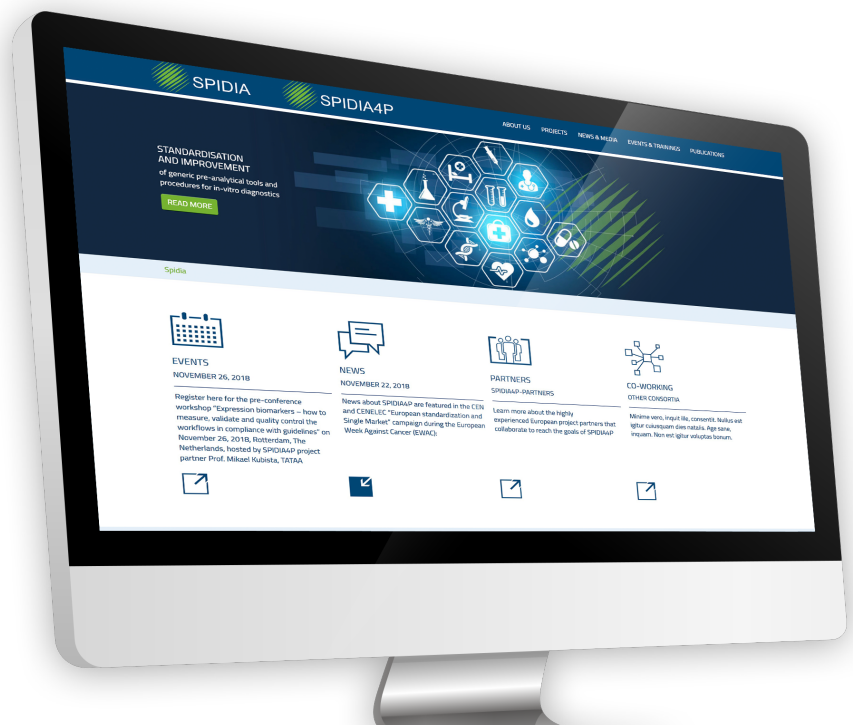 SPIDIA
SPIDIA4P
ABOUT US
PROJECTS
NEWS & MEDIA
EVENTS & TRAININGS
PUBLICATIONS
STANDARDISATION
AND IMPROVEMENT
of generic pre-analytical tools and
procedures for in-vitro diagnostics
READ MORE
Spidia
EVENTS
NOVEMBER 26, 2018
Register here for the pre-conference
workshop "Expression biomarkers – how to
measure, validate and quality control the
workflows in compliance with guidelines" on
November 26, 2018, Rotterdam, The
Netherlands, hosted by SPIDIA4P project
partner Prof. Mikael Kubista, TATAA
NEWS
NOVEMBER 22, 2018
News about SPIDIA4P are featured in the CEN
and CENELEC "European standardization and
Single Market" campaign during the European
Week Against Cancer (EWAC):
PARTNERS
SPIDIA4P-PARTNERS
Learn more about the highly
experienced European project partners that
collaborate to reach the goals of SPIDIA4P
CO-WORKING
OTHER CONSORTIA
Minime vero, inquit ille, consentit. Nullus est
igitur cuiusquam dies natalis. Age sane,
inquam. Non est igitur voluptas bonum.